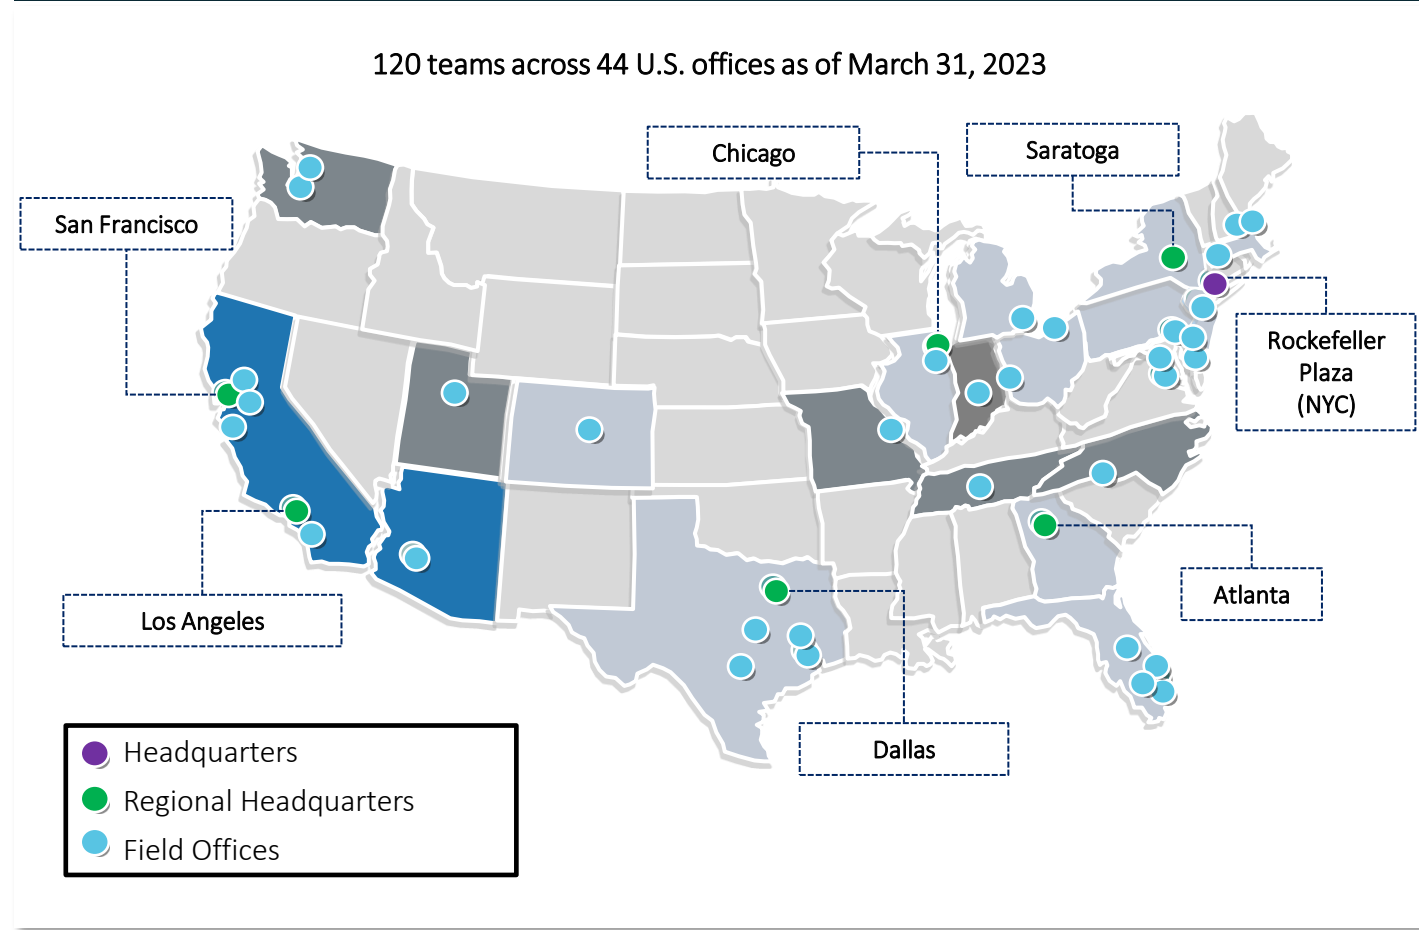 120 teams across 44 U.S. offices as of March 31, 2023
Chicago
Saratoga
San Francisco
Rockefeller
Plaza
(NYC)
Atlanta
Los Angeles
Dallas
Headquarters
Regional Headquarters
Field Offices